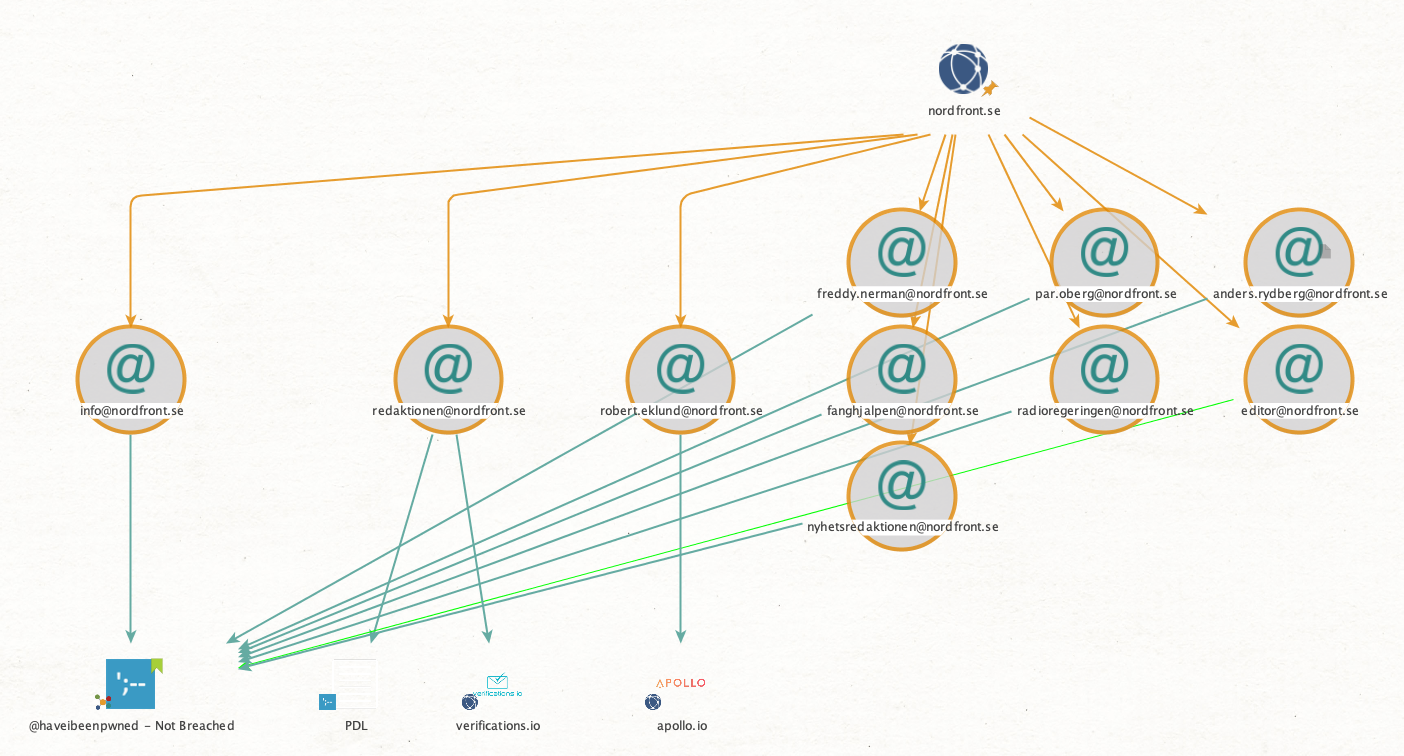 nordfront.se
@
@
@
freddy.nerman@nordfront.se
par.oberg@nordfront.se
anders.rydberg@nordfront.se
@
@
@
@
@
@
info@nordfront.se
redaktionen@nordfront.se
robert.eklund@nordfront.se
fanghjalpen@nordfront.se
radioregeringen@nordfront.se
editor@nordfront.se
@
nyhetsredaktionen@nordfront.se
';--
';--
verifications io
APOLLO
@haveibeenpwned - Not Breached
PDL
verifications.io
apollo.io